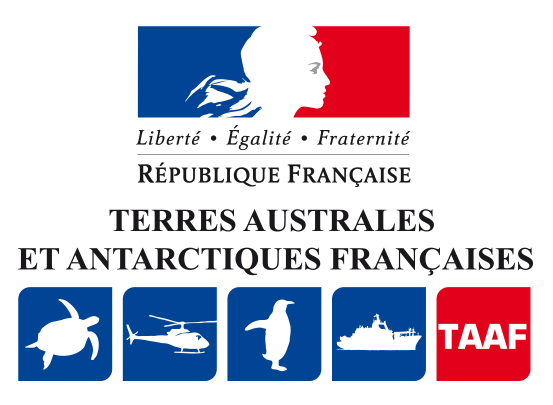 Liberté • Égalité • Fraternité
RÉPUBLIQUE FRANÇAISE
TERRES AUSTRALES
ET ANTARCTIQUES FRANÇAISES
TAAF